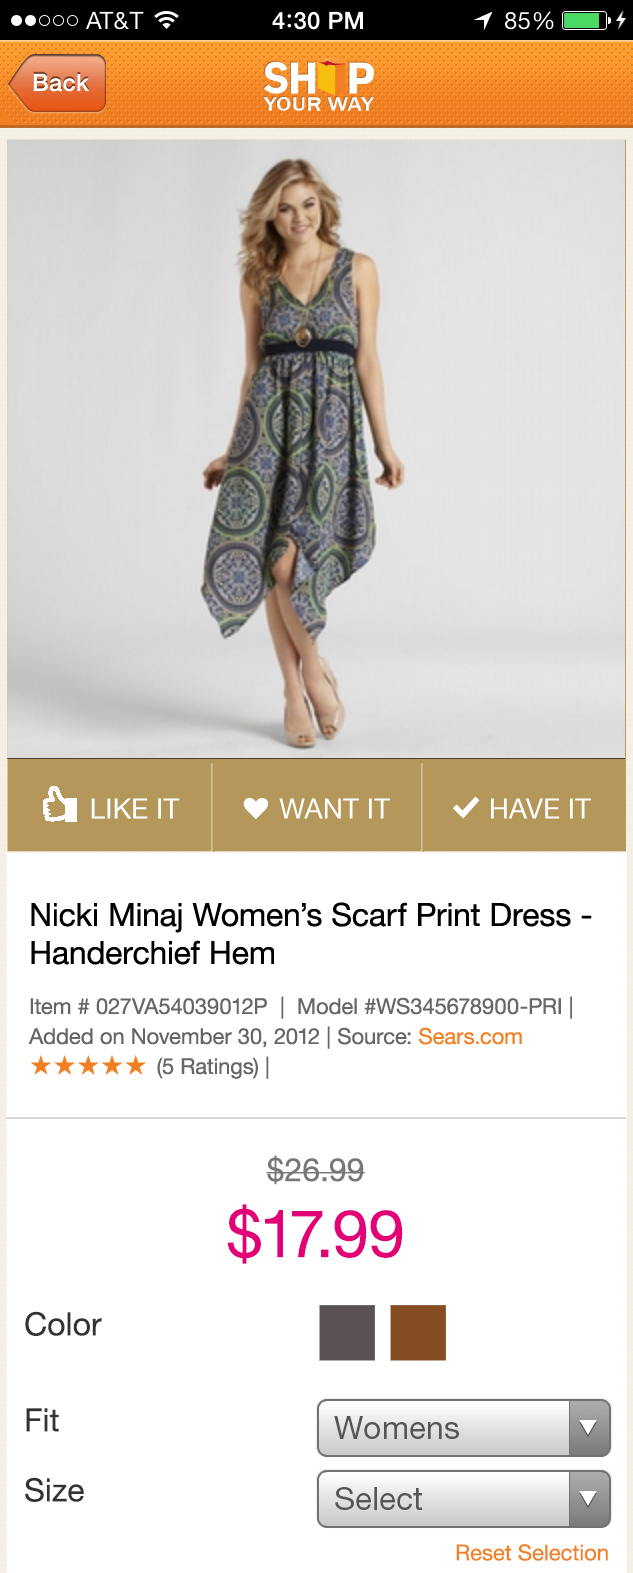 AT&T 4:30 PM 85%
Back
SHOP
YOUR WAY
LIKE IT WANT IT HAVE IT
Nicki Minaj Women's Scarf Print Dress -
Handerchief Hem
Item # 027VA54039012P | Model #WS345678900-PRI |
Added on November 30, 2012 | Source: Sears.com
(5 Ratings) |
$26.99
$17.99
Color
Fit Womens
Size Select
Reset Selection